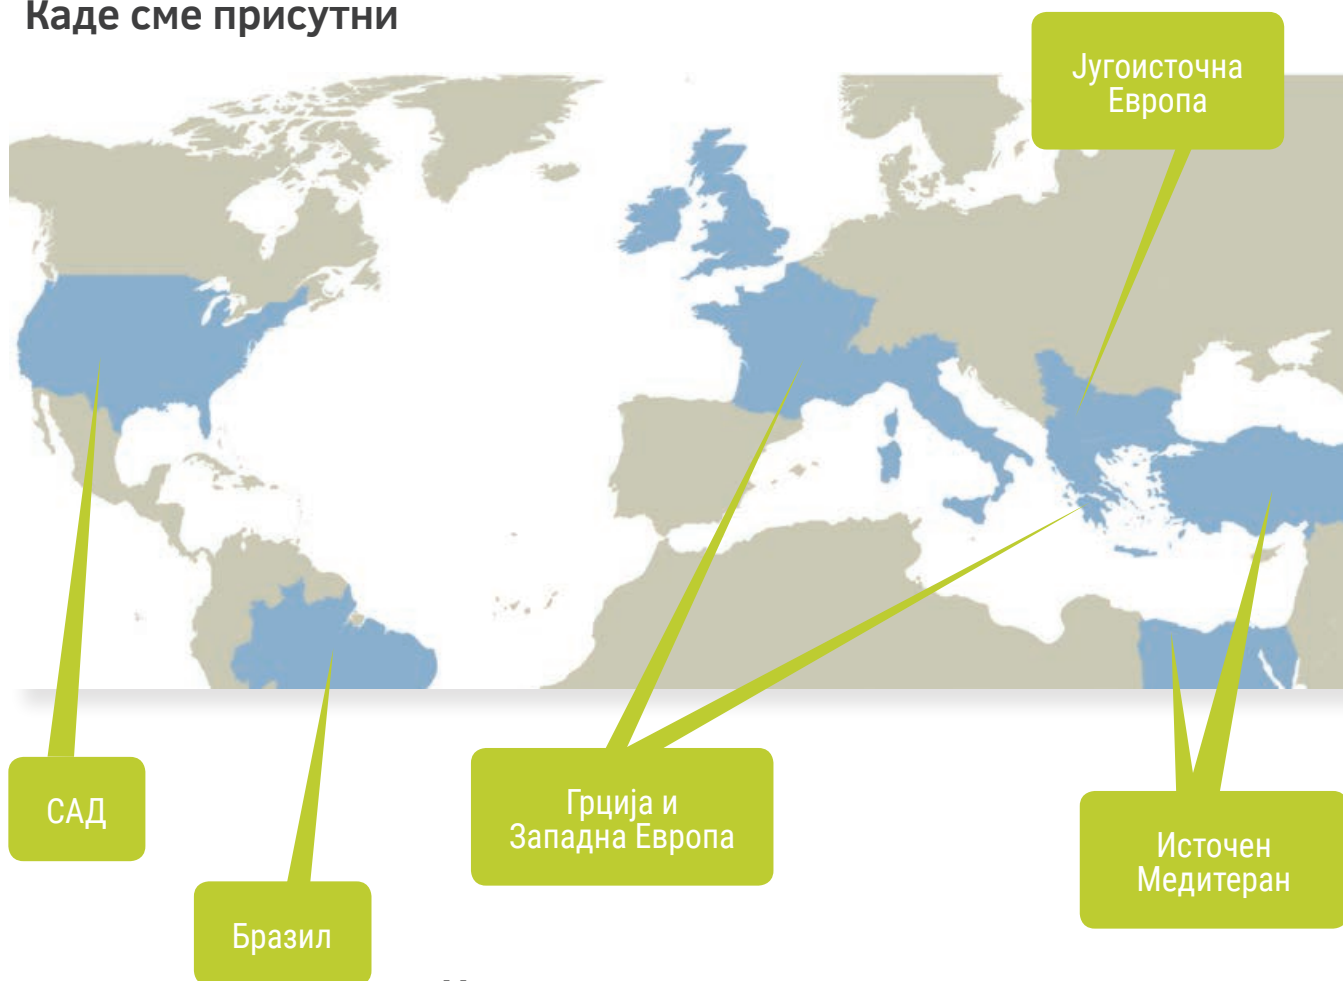 Каде сме присутни
Југоисточна
Европа
САД
Грција и
Западна Европа
Источен
Медитеран
Бразил